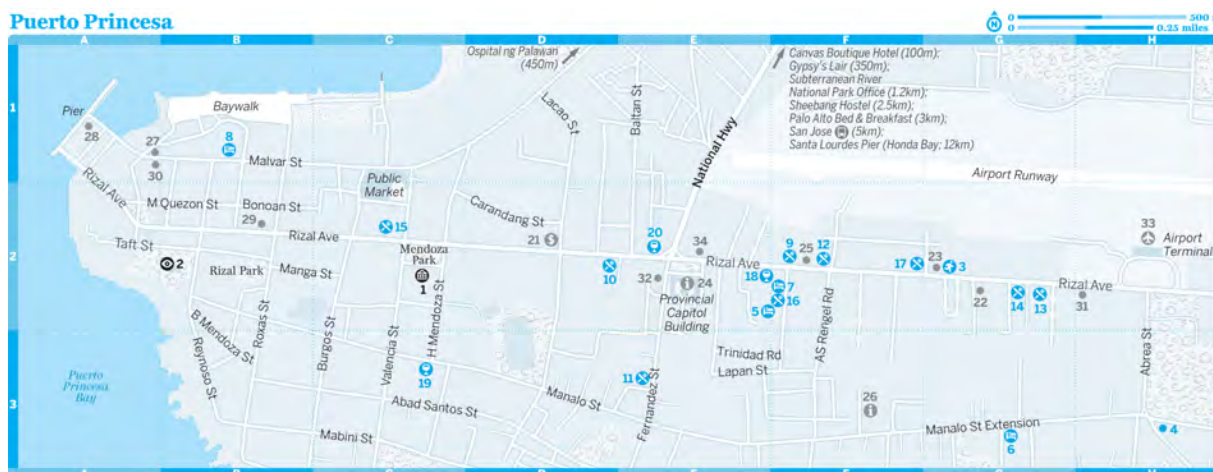 Puerto Princesa
N
0 500
0 0.25 miles
A B C D E F G H
Ospital ng Palawan
(450m)
Canvas Boutique Hotel (100m);
Gypsy's Lair (350m);
Subterranean River
National Park Office (1.2km);
Sheebang Hostel (2.5km);
Palo Alto Bed & Breakfast (3km);
San Jose (5km);
Santa Lourdes Pier (Honda Bay; 12km)
1
Pier
28
27
30
Baywalk
8
Malvar St
Lacao St
Baltan St
National Hwy
Airport Runway
Rizal Ave
Public
Market
M Quezon St
Bonoan St
29
15
Carandang St
Rizal Ave
21
20
34
33
Airport
Terminal
2
Taft St
2
Rizal Park
Manga St
Mendoza
Park
1
10
32
24
Provincial
Capitol
Building
Rizal Ave
9
25
12
18
7
16
5
17
23
3
22
14
13
Rizal Ave
31
B Mendoza St
Reynoso St
Roxas St
Burgos St
Valencia St
H Mendoza St
Trinidad Rd
Lapan St
AS Rengel Rd
Abrea St
Puerto
Princesa
Bay
3
19
11
Fernandez St
Manalo St
Abad Santos St
Mabini St
26
Manalo St Extension
6
4
1
2
3
A B C D E F G H